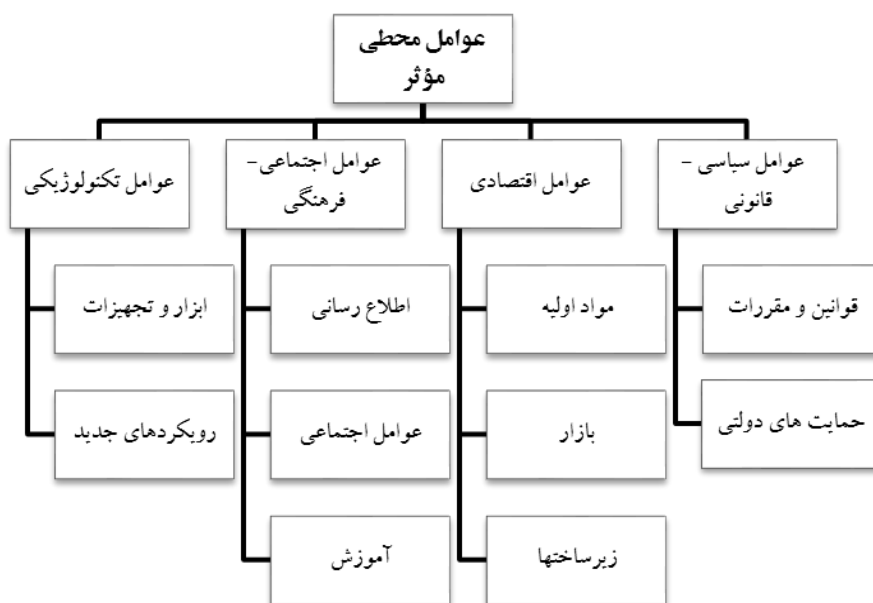 عوامل محطی
مؤثر
عوامل سیاسی –
قانونی
قوانین و مقررات
حمایت های دولتی
عوامل اقتصادی
مواد اولیه
بازار
زیرساختها
عوامل اجتماعی-
فرهنگی
اطلاع رسانی
عوامل اجتماعی
آموزش
عوامل تکنولوژیکی
ابزار و تجهیزات
رویکردهای جدید